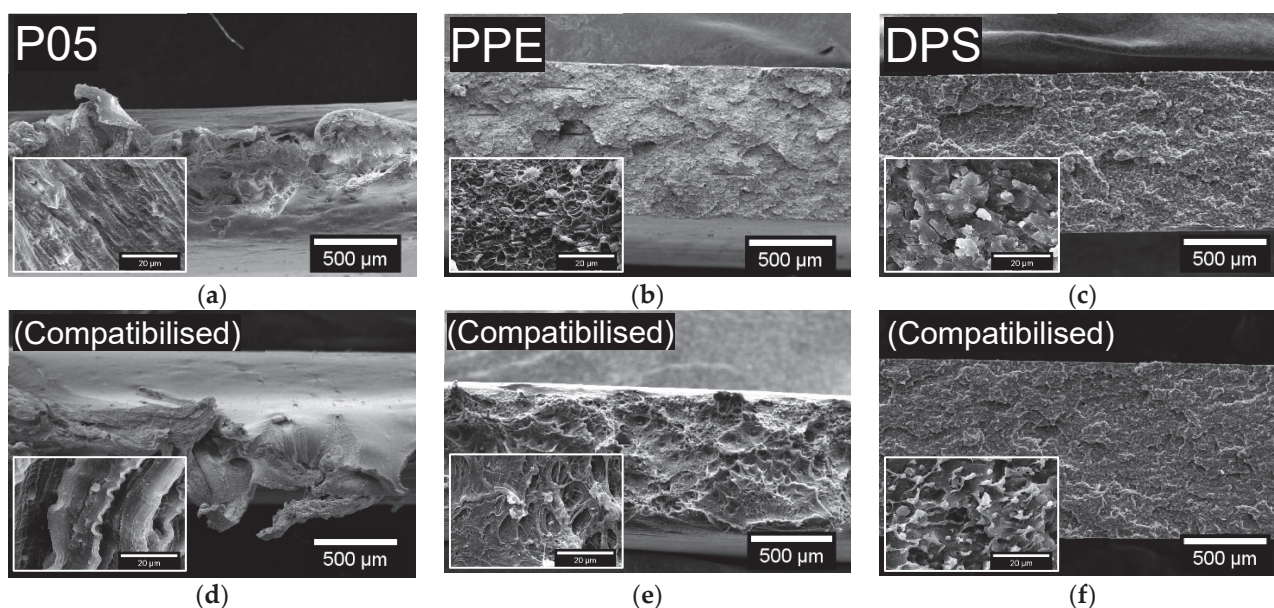 P05
20 µm
500 µm
(a)
PPE
20 µm
500 µm
(b)
DPS
20 µm
500 µm
(c)
(Compatibilised)
20 µm
500 µm
(d)
(Compatibilised)
20 µm
500 µm
(e)
(Compatibilised)
20 µm
500 µm
(f)